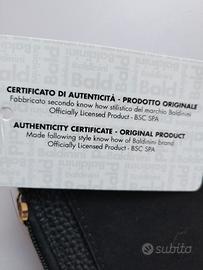 CERTIFICATO DI AUTENTICITÀ - PRODOTTO ORIGINALE
Fabbricato secondo know how stilistico del marchio Baldinini
Officially Licensed Product - BSC SPA
AUTHENTICITY CERTIFICATE - ORIGINAL PRODUCT
Made following style know how of Baldinini brand
Officially Licensed Product - BSC SPA
subito